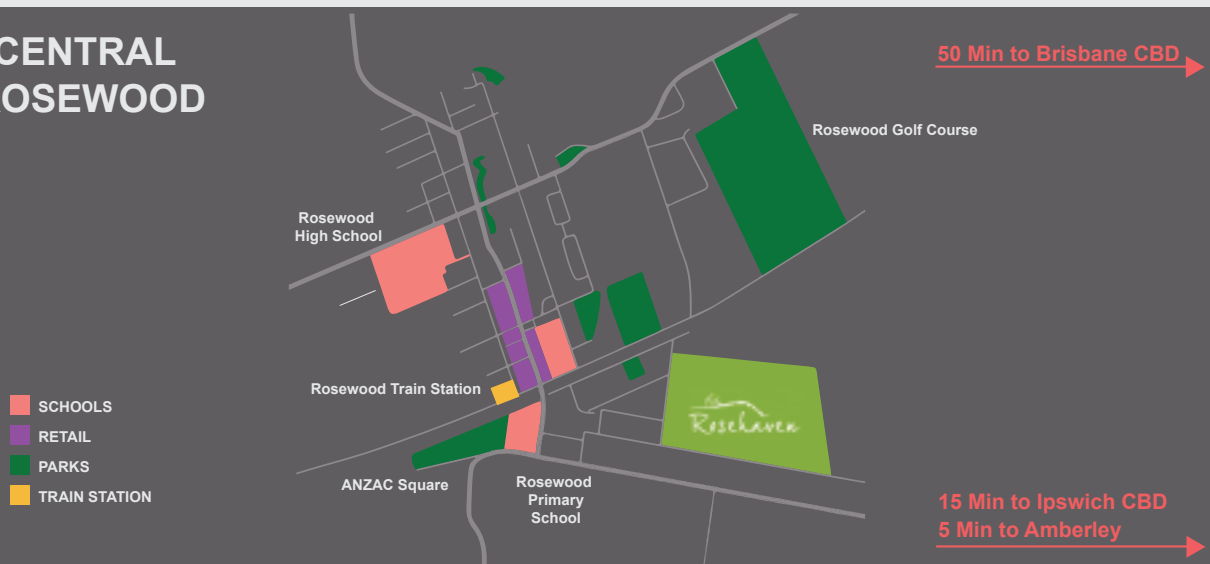 CENTRAL
OSEWOOD
50 Min to Brisbane CBD
Rosewood Golf Course
Rosewood
High School
Rosewood Train Station
SCHOOLS
RETAIL
PARKS
TRAIN STATION
Rosehaven
ANZAC Square
Rosewood
Primary
School
15 Min to Ipswich CBD
5 Min to Amberley